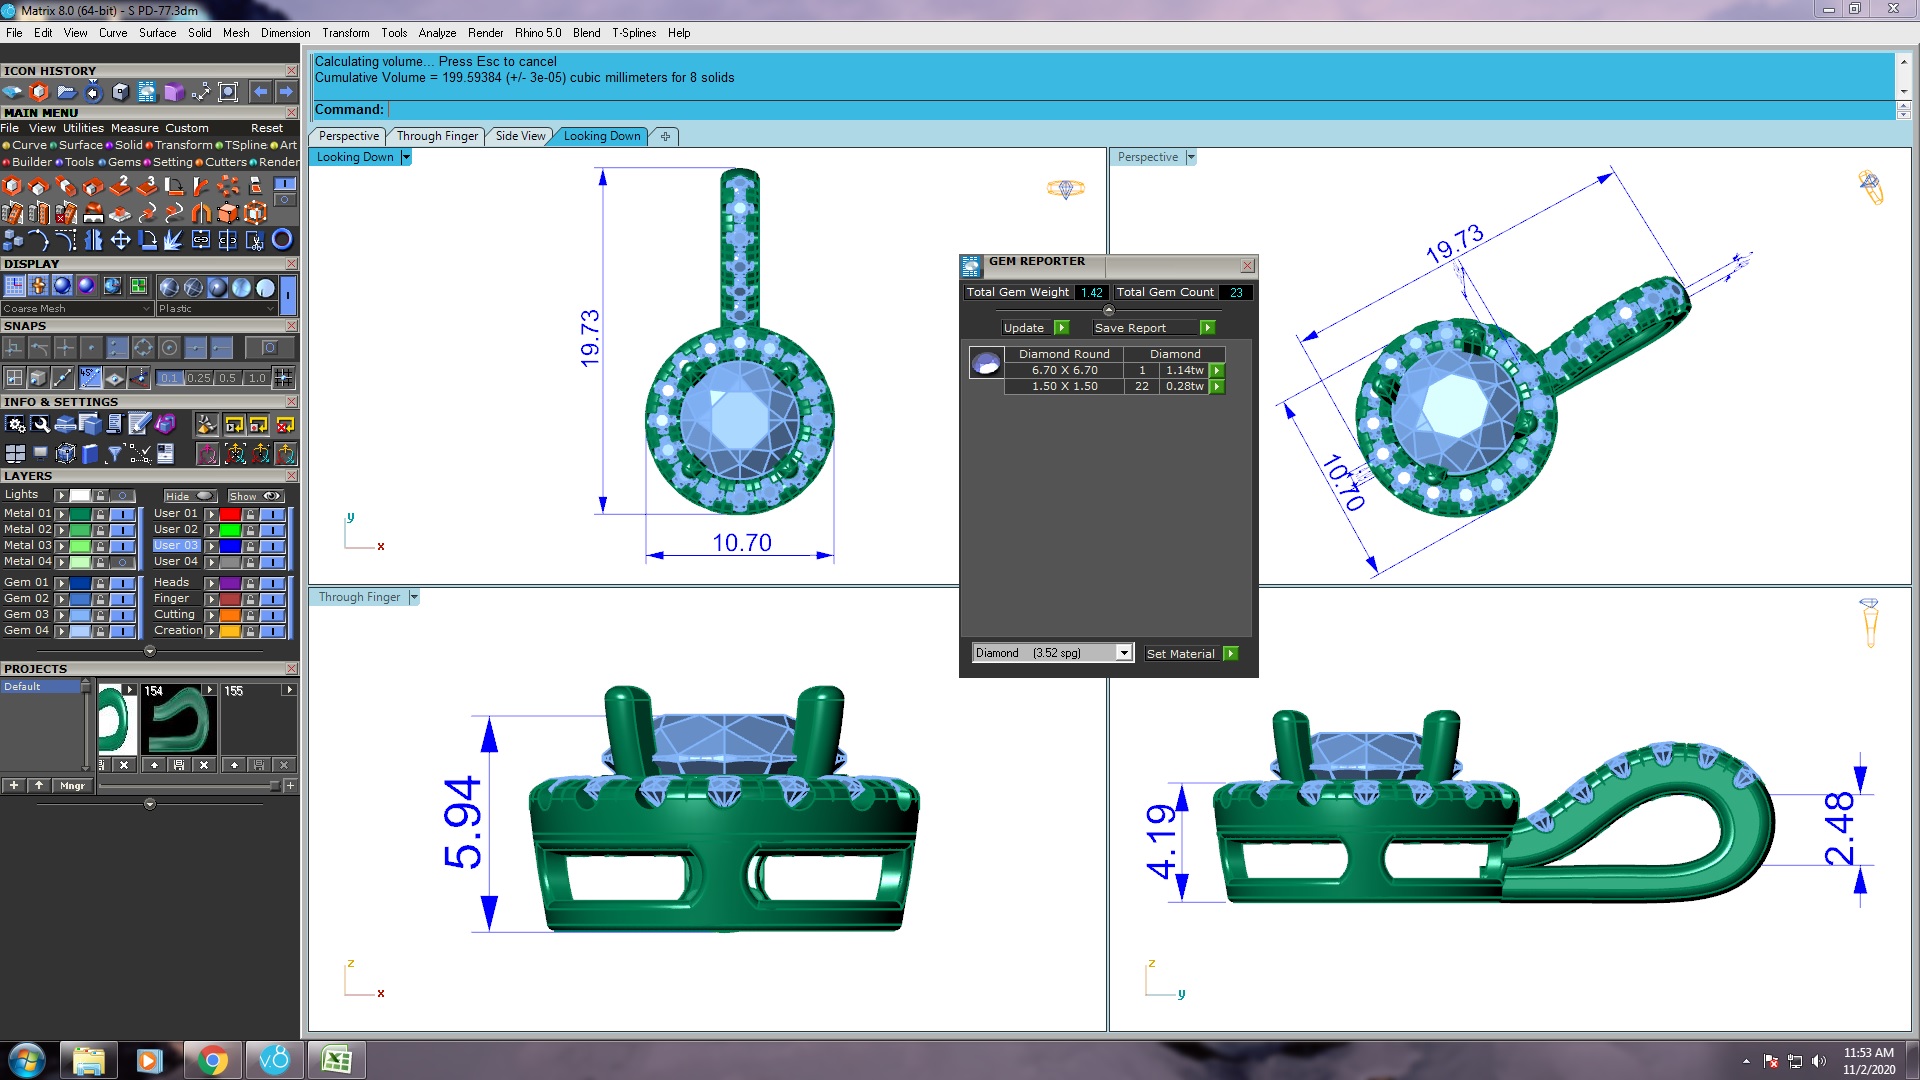 Matrix 8.0 (64-bit) - S PD-77.3dm
File Edit View Curve Surface Solid Mesh Dimension Transform Tools Analyze Render Rhino 5.0 Blend T-Splines Help
ICON HISTORY
MAIN MENU
File View Utilities Measure Custom Reset
Curve Surface Solid Transform TSpline Art
Builder Tools Gems Setting Cutters Render
2 3
DISPLAY
Coarse Mesh Plastic
SNAPS
45° 0.1 0.25 0.5 1.0
INFO & SETTINGS
LAYERS
Lights Hide Show
Metal 01 User 01
Metal 02 User 02
Metal 03 User 03
Metal 04 User 04
Gem 01 Heads
Gem 02 Finger
Gem 03 Cutting
Gem 04 Creation
PROJECTS
Default
154 155
Mngr
Calculating volume... Press Esc to cancel
Cumulative Volume = 199.59384 (+/- 3e-05) cubic millimeters for 8 solids
Command:
Perspective Through Finger Side View Looking Down
Looking Down
19.73
10.70
y
x
Perspective
19.73
10.70
GEM REPORTER
Total Gem Weight 1.42 Total Gem Count 23
Update Save Report
Diamond Round Diamond
6.70 X 6.70 1 1.14tw
1.50 X 1.50 22 0.28tw
Diamond (3.52 spg) Set Material
Through Finger
5.94
z
x
4.19
2.48
z
y
v8
11:53 AM
11/2/2020